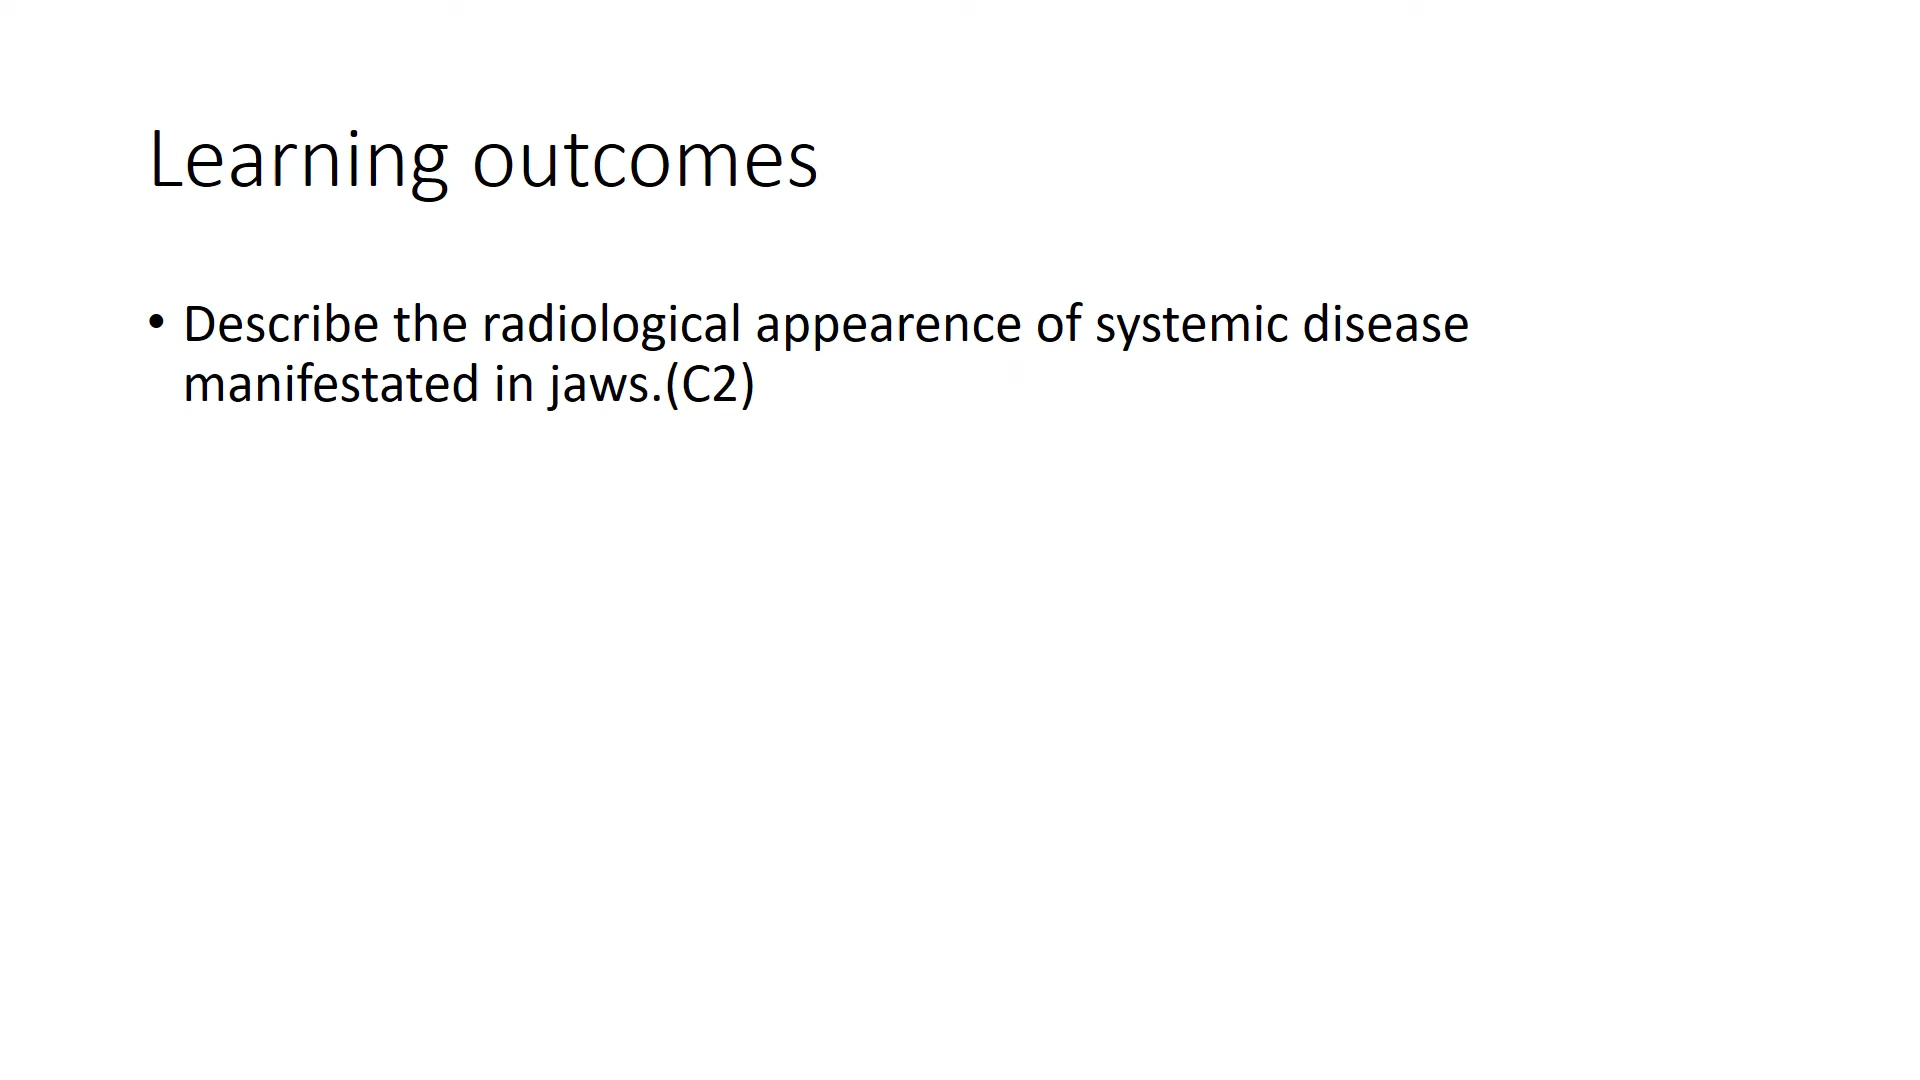 Learning outcomes
• Describe the radiological appearence of systemic disease
manifestated in jaws.(C2)